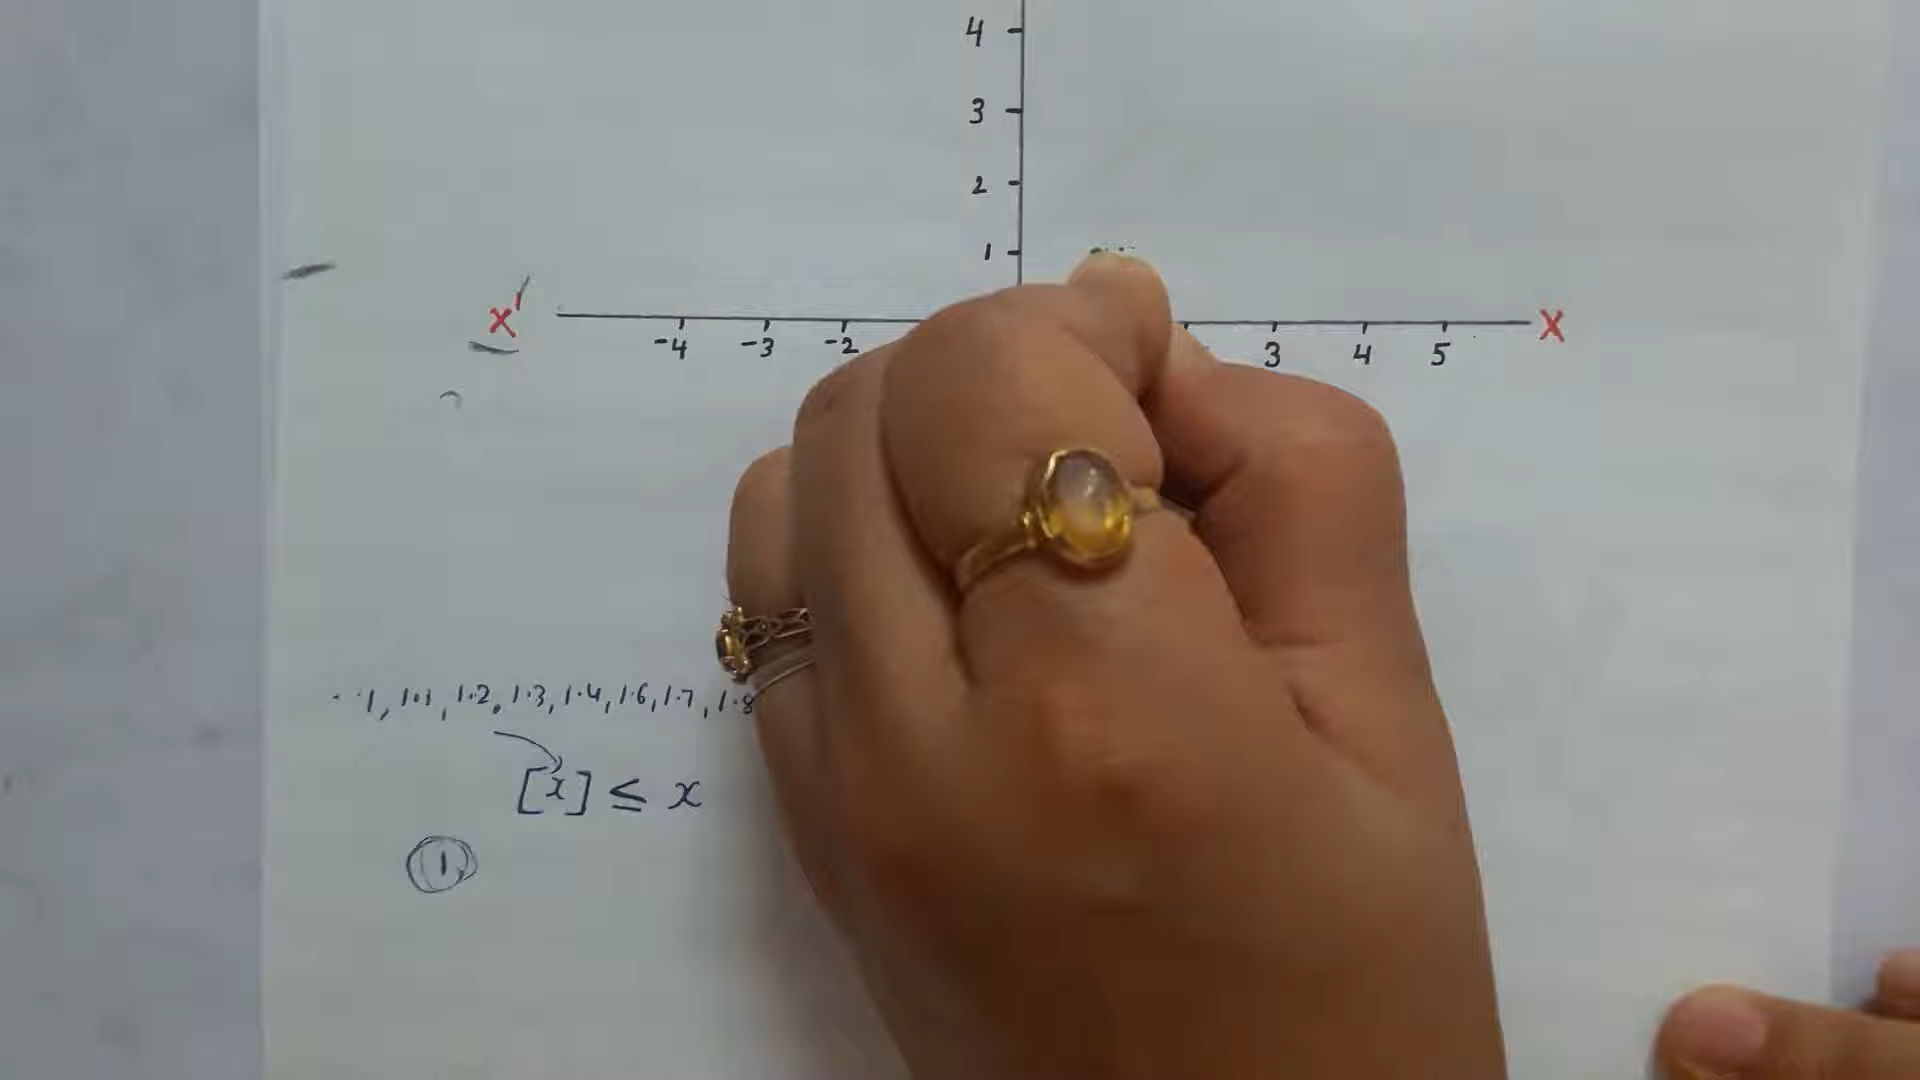 4
3
2
1
X' X
-4 -3 -2 3 4 5
1, 1.1, 1.2, 1.3, 1.4, 1.6, 1.7, 1.8
[x] ≤ x
1